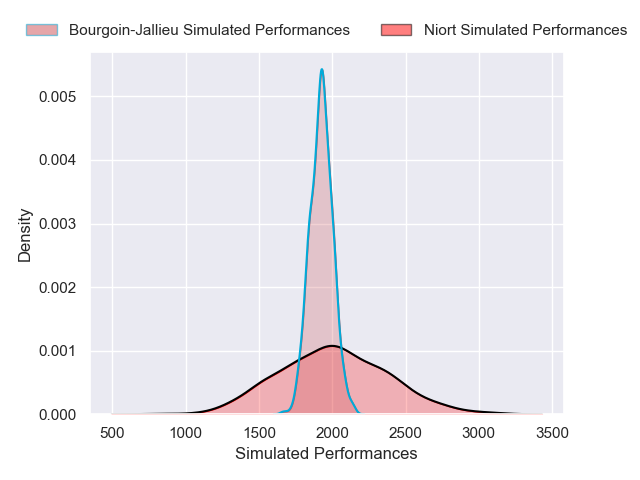 Bourgoin-Jallieu Simulated Performances Niort Simulated Performances
0.005
0.004
0.003
0.002
0.001
0.000
Density
500 1000 1500 2000 2500 3000 3500
Simulated Performances